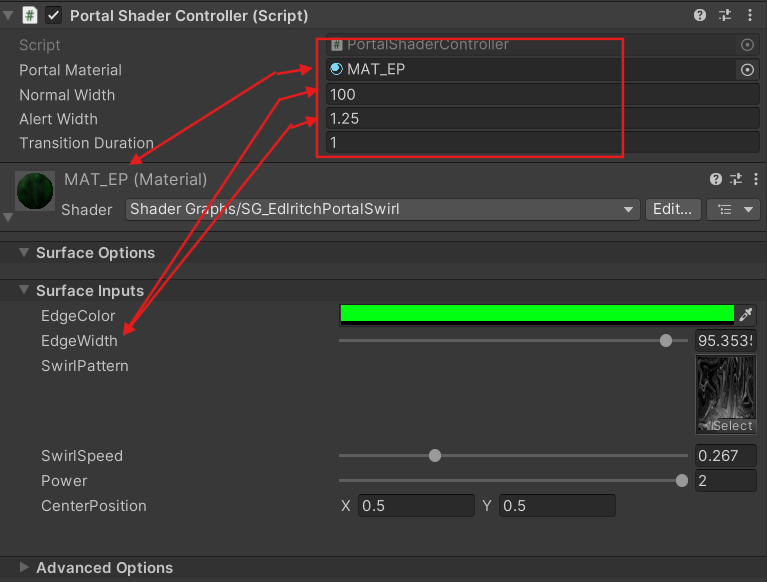 Portal Shader Controller (Script)
Script PortalShaderController
Portal Material MAT_EP
Normal Width 100
Alert Width 1.25
Transition Duration 1
MAT_EP (Material)
Shader Shader Graphs/SG_EdlritchPortalSwirl Edit...
Surface Options
Surface Inputs
EdgeColor
EdgeWidth 95.353
SwirlPattern
Select
SwirlSpeed 0.267
Power 2
CenterPosition X 0.5 Y 0.5
Advanced Options